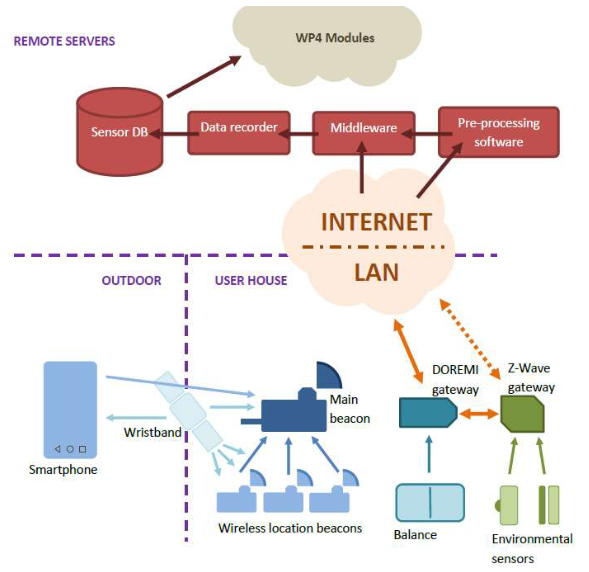 WP4 Modules
REMOTE SERVERS
Sensor DB
Data recorder
Middleware
Pre-processing
software
INTERNET
LAN
OUTDOOR
USER HOUSE
DOREMI
gateway
Z-Wave
gateway
Main
beacon
Wristband
Smartphone
Wireless location beacons
Balance
Environmental
sensors